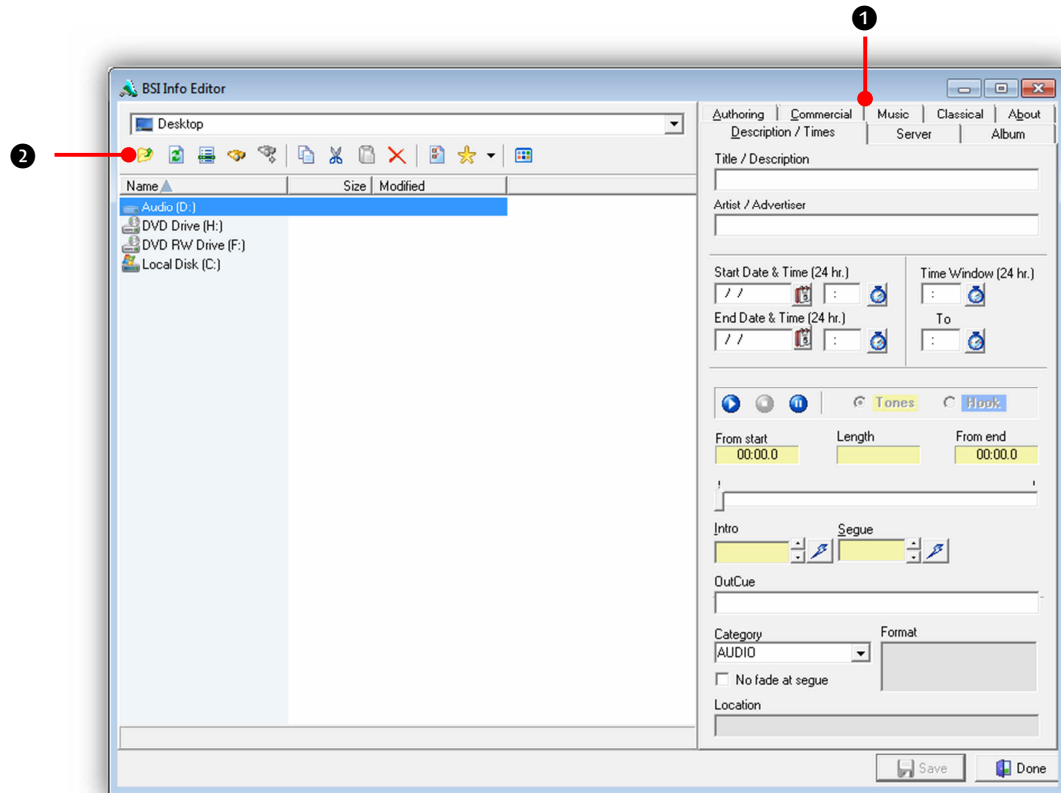 ❶
BSI Info Editor
Authoring Commercial Music Classical About
Desktop
Description / Times Server Album
❷
Title / Description
Name Size Modified
Artist / Advertiser
Audio (D:)
DVD Drive (H:)
DVD RW Drive (F:)
Local Disk (C:)
Start Date & Time (24 hr.) Time Window (24 hr.)
/ / : :
End Date & Time (24 hr.) To
/ / : :
Tones Hook
From start Length From end
00:00.0 00:00.0
Intro Segue
OutCue
Category Format
AUDIO
No fade at segue
Location
Save Done